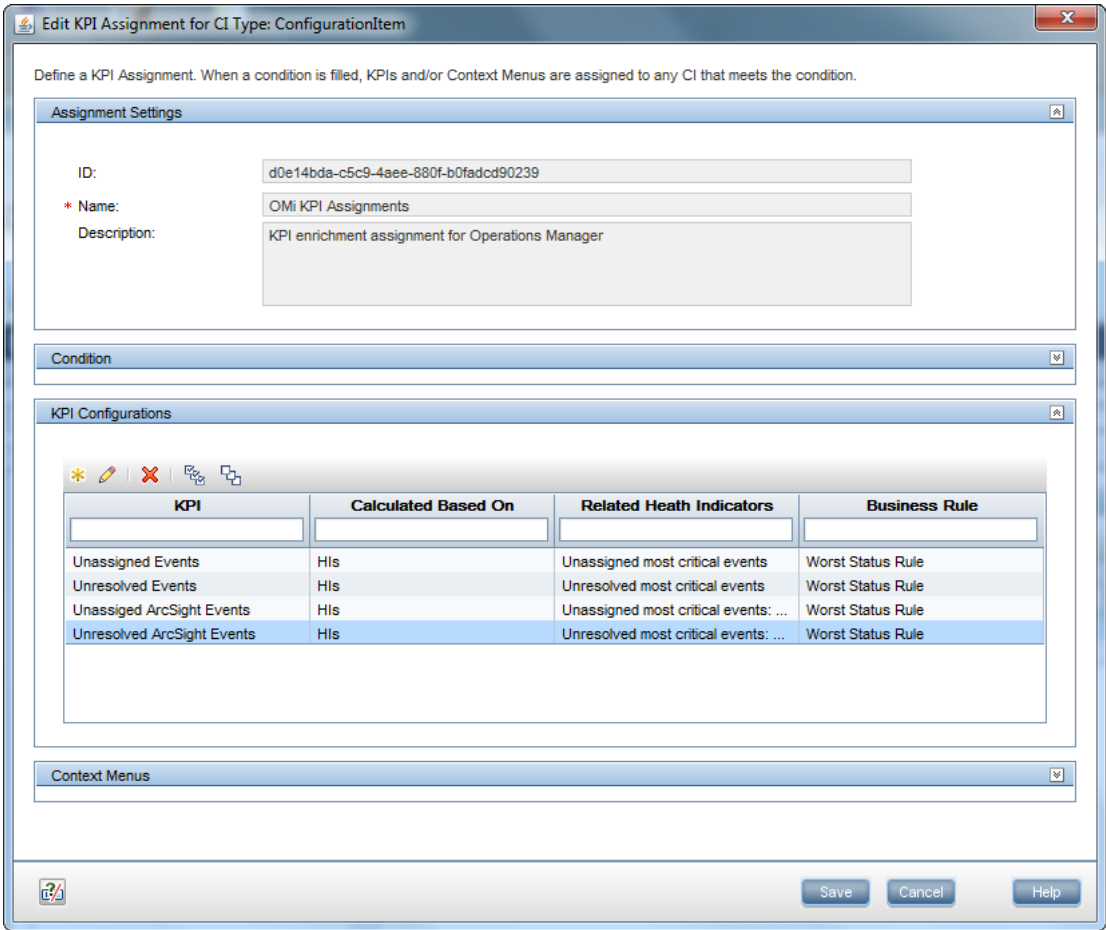 Edit KPI Assignment for CI Type: ConfigurationItem
Define a KPI Assignment. When a condition is filled, KPIs and/or Context Menus are assigned to any CI that meets the condition.
Assignment Settings
ID: d0e14bda-c5c9-4aee-880f-b0fadcd90239
* Name: OMi KPI Assignments
Description: KPI enrichment assignment for Operations Manager
Condition
KPI Configurations
KPI Calculated Based On Related Heath Indicators Business Rule
Unassigned Events HIs Unassigned most critical events Worst Status Rule
Unresolved Events HIs Unresolved most critical events Worst Status Rule
Unassiged ArcSight Events HIs Unassigned most critical events: ... Worst Status Rule
Unresolved ArcSight Events HIs Unresolved most critical events: ... Worst Status Rule
Context Menus
Save Cancel Help